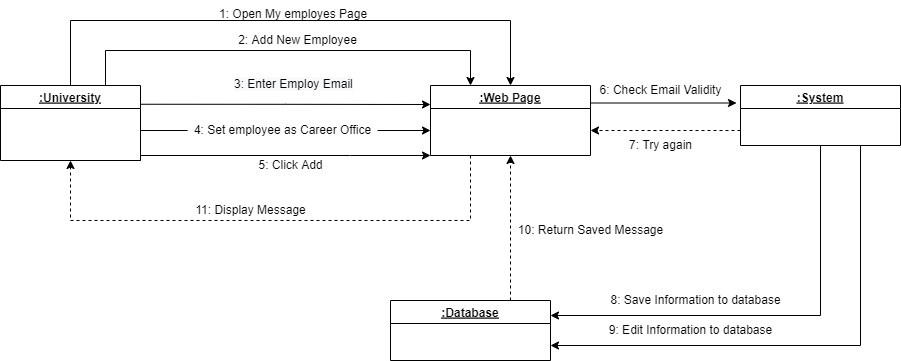 1: Open My employes Page
2: Add New Employee
3: Enter Employ Email
:University
:Web Page
6: Check Email Validity
:System
4: Set employee as Career Office
7: Try again
5: Click Add
11: Display Message
10: Return Saved Message
8: Save Information to database
:Database
9: Edit Information to database